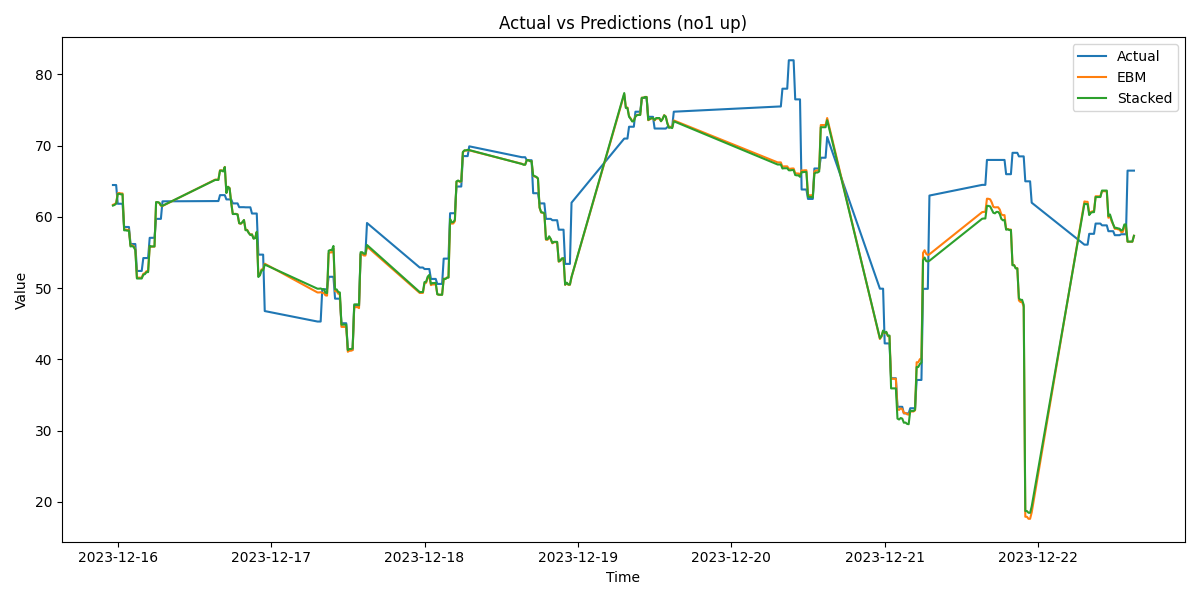 Actual vs Predictions (no1 up)
Actual
EBM
Stacked
Value
80
70
60
50
40
30
20
2023-12-16
2023-12-17
2023-12-18
2023-12-19
2023-12-20
2023-12-21
2023-12-22
Time